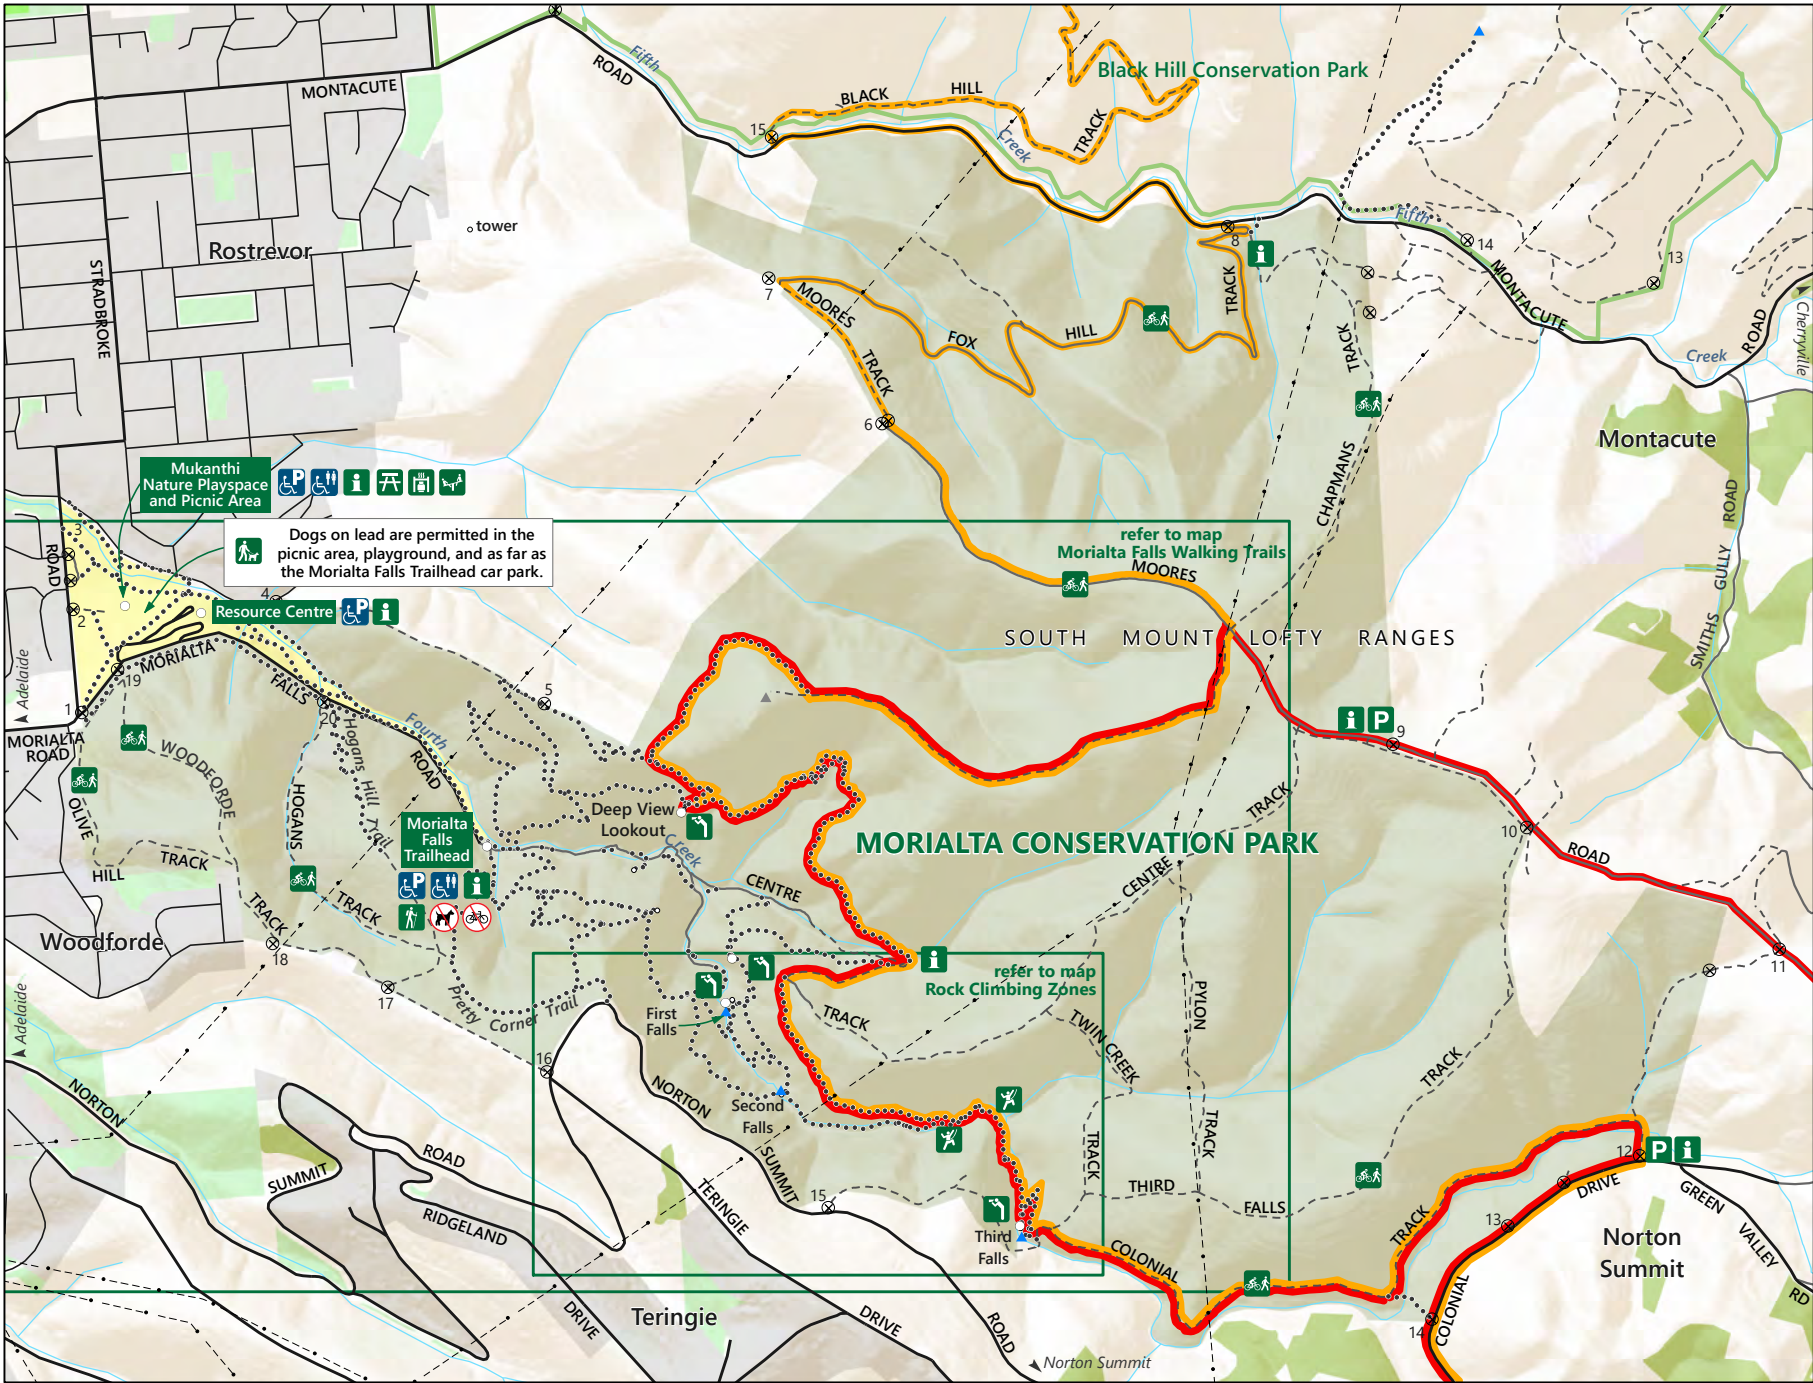 Fifth
ROAD
MONTACUTE
BLACK
HILL
Black Hill Conservation Park
TRACK
Creek
15
Rostrevor
tower
STRADBROKE
8
Fifth
14
13
MONTACUTE
ROAD
Cheryville
Creek
7
MOORES
TRACK
FOX
HILL
TRACK
TRACK
6
CHAPMANS
Montacute
Mukanthi
Nature Playspace
and Picnic Area
P
i
Dogs on lead are permitted in the
picnic area, playground, and as far as
the Morialta Falls Trailhead car park.
refer to map
Morialta Falls Walking Trails
MOORES
SMITHS
GULLY
ROAD
3
ROAD
2
4
Resource Centre
P
i
SOUTH MOUNT LOFTY RANGES
Adelaide
19
MORIALTA
FALLS
ROAD
1
MORIALTA
ROAD
20
5
Fourth
Hogans Hill Trail
WOODFORDE
TRACK
OLIVE
HILL
TRACK
HOGANS
TRACK
i P
9
10
ROAD
11
Deep View
Lookout
Morialta
Falls
Trailhead
P
i
Creek
CENTRE
TRACK
MORIALTA CONSERVATION PARK
CENTRE
TRACK
Woodforde
18
17
Adelaide
Pretty
Corner Trail
16
i
refer to map
Rock Climbing Zones
First
Falls
Second
Falls
TWIN CREEK
TRACK
PYLON
TRACK
TRACK
NORTON
SUMMIT
ROAD
NORTON
SUMMIT
ROAD
RIDGELAND
DRIVE
TERINGIE
DRIVE
15
Third
Falls
THIRD
FALLS
COLONIAL
TRACK
12
P i
DRIVE
13
14
COLONIAL
GREEN
VALLEY
RD
Norton
Summit
Teringie
Norton Summit